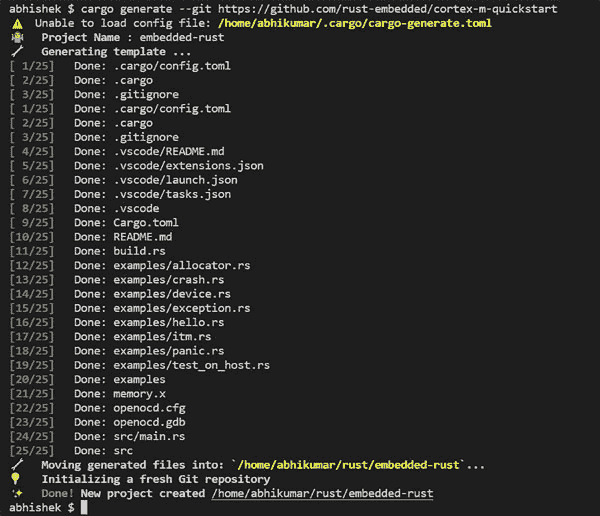 abhishek $ cargo generate --git https://github.com/rust-embedded/cortex-m-quickstart
Unable to load config file: /home/abhikumar/.cargo/cargo-generate.toml
Project Name : embedded-rust
Generating template ...
[ 1/25] Done: .cargo/config.toml
[ 2/25] Done: .cargo
[ 3/25] Done: .gitignore
[ 1/25] Done: .cargo/config.toml
[ 2/25] Done: .cargo
[ 3/25] Done: .gitignore
[ 4/25] Done: .vscode/README.md
[ 5/25] Done: .vscode/extensions.json
[ 6/25] Done: .vscode/launch.json
[ 7/25] Done: .vscode/tasks.json
[ 8/25] Done: .vscode
[ 9/25] Done: Cargo.toml
[10/25] Done: README.md
[11/25] Done: build.rs
[12/25] Done: examples/allocator.rs
[13/25] Done: examples/crash.rs
[14/25] Done: examples/device.rs
[15/25] Done: examples/exception.rs
[16/25] Done: examples/hello.rs
[17/25] Done: examples/itm.rs
[18/25] Done: examples/panic.rs
[19/25] Done: examples/test_on_host.rs
[20/25] Done: examples
[21/25] Done: memory.x
[22/25] Done: openocd.cfg
[23/25] Done: openocd.gdb
[24/25] Done: src/main.rs
[25/25] Done: src
Moving generated files into: `/home/abhikumar/rust/embedded-rust`...
Initializing a fresh Git repository
Done! New project created /home/abhikumar/rust/embedded-rust
abhishek $